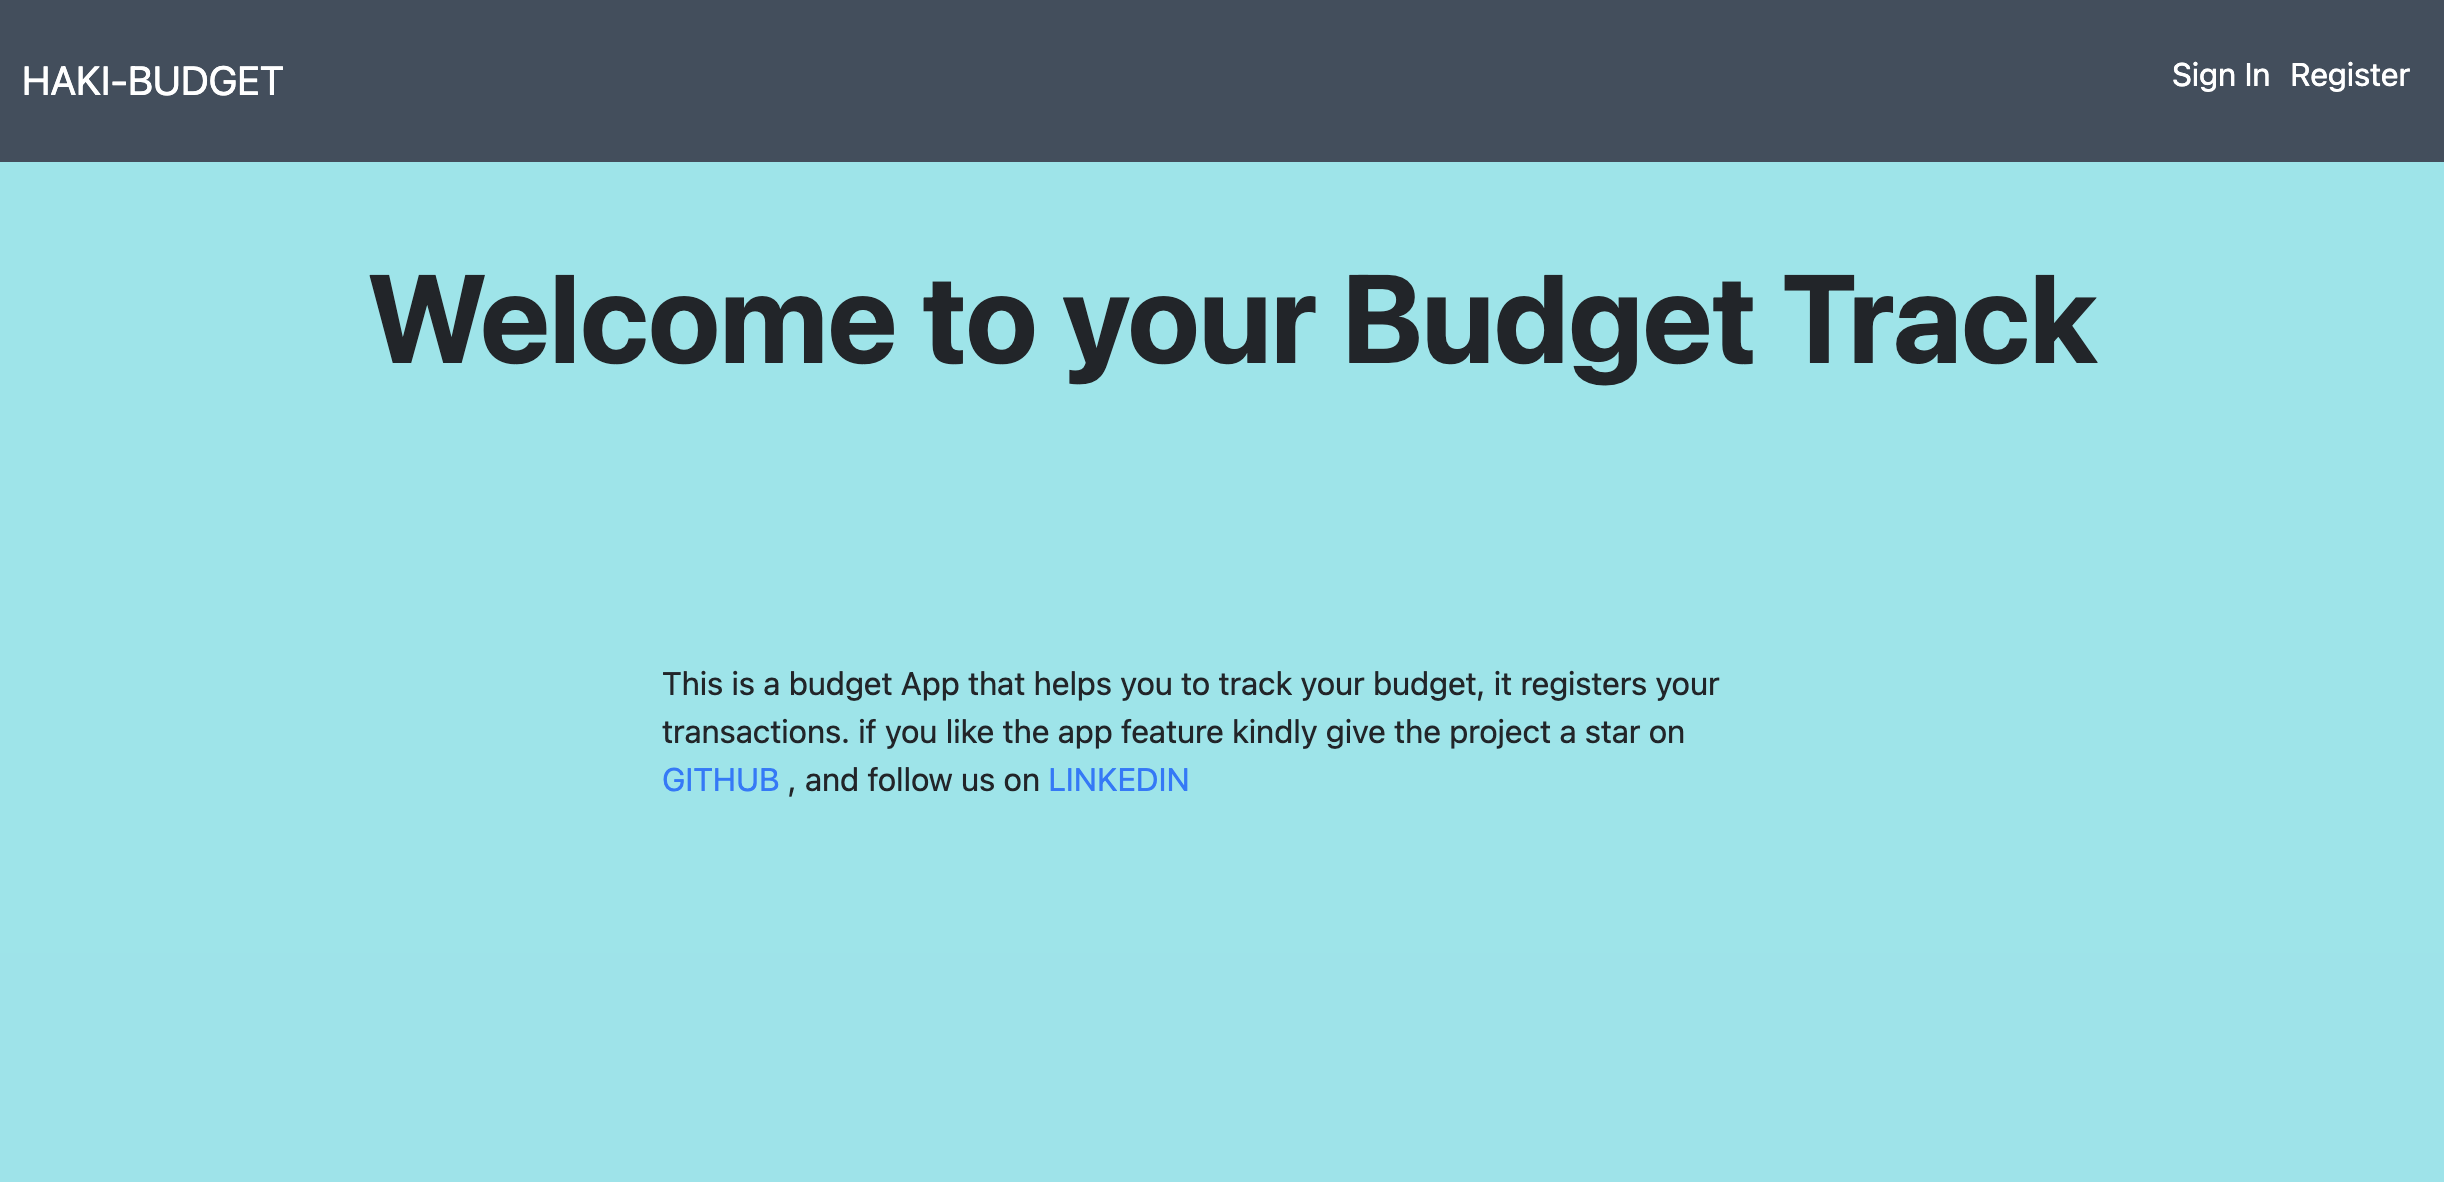 HAKI-BUDGET
Sign In Register
Welcome to your Budget Track
This is a budget App that helps you to track your budget, it registers your
transactions. if you like the app feature kindly give the project a star on
GITHUB , and follow us on LINKEDIN